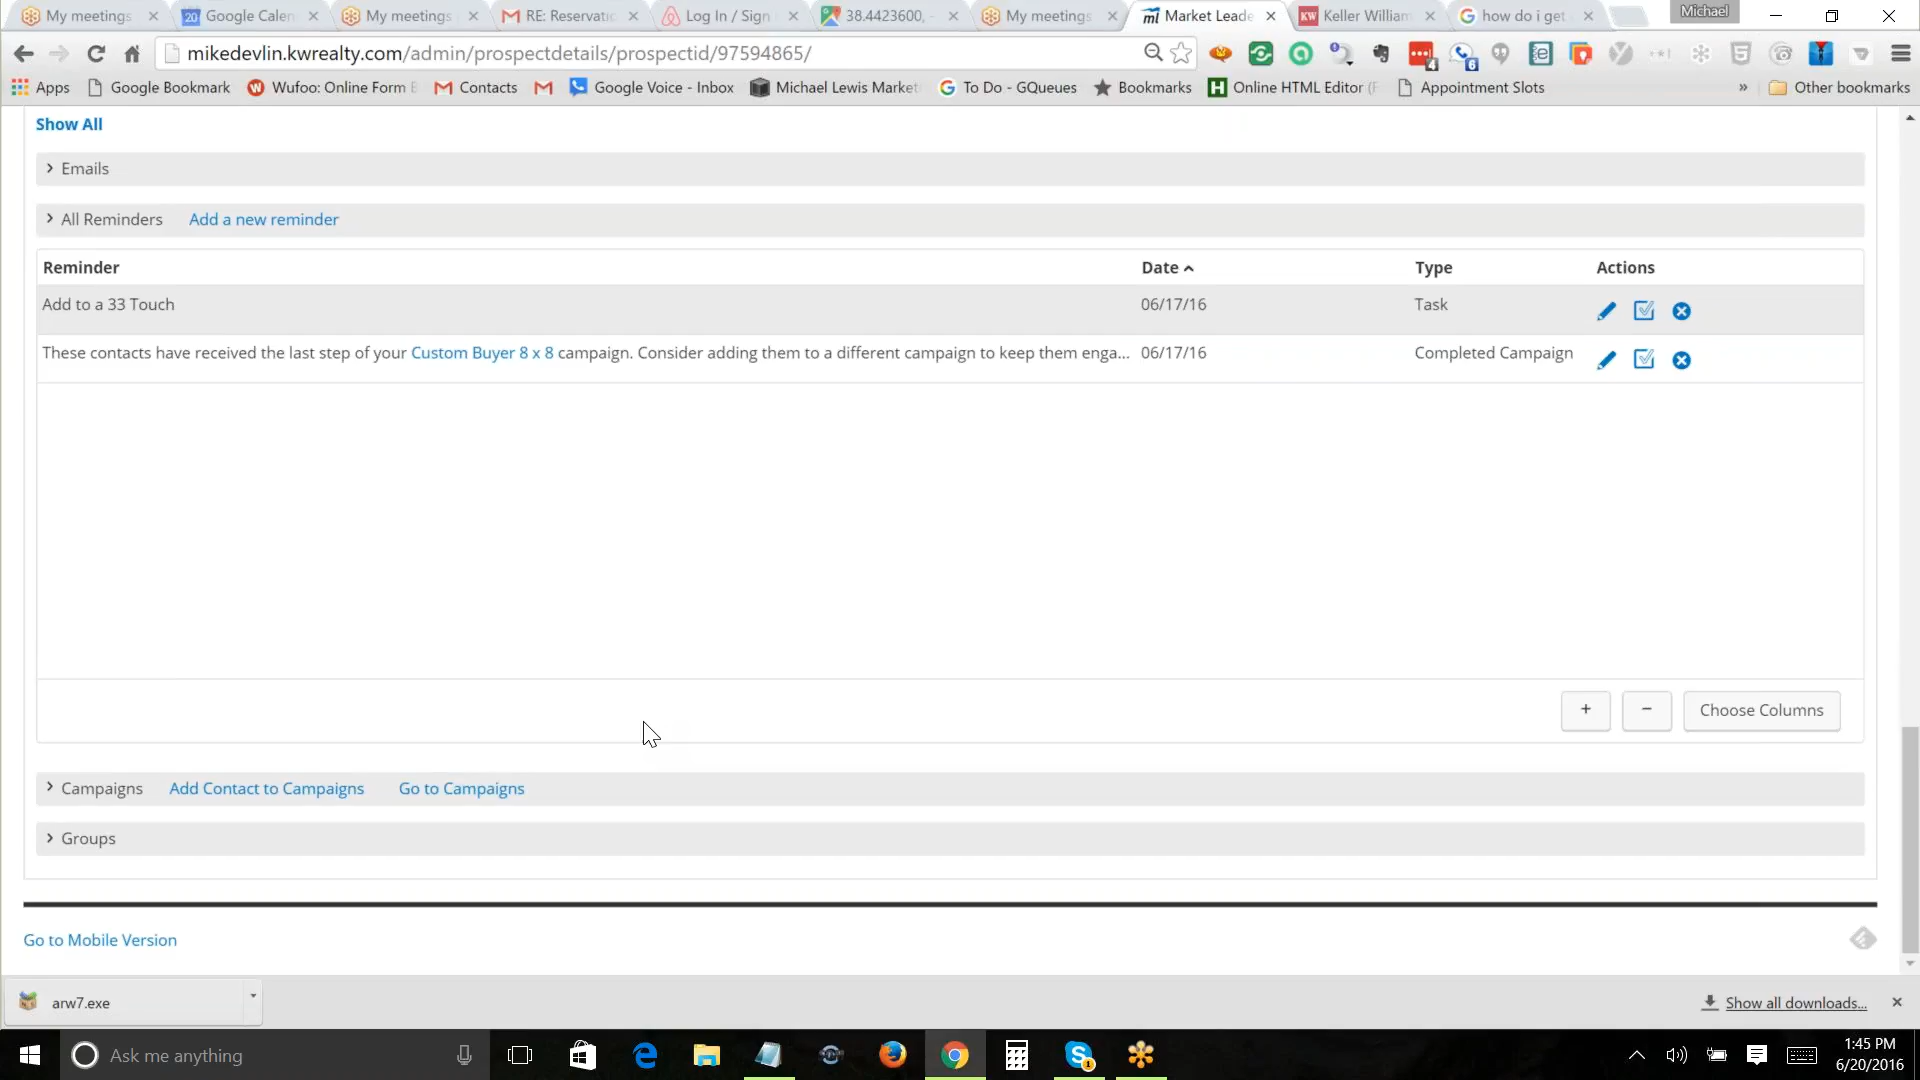 My meetings
20 Google Calen
My meetings
RE: Reservatio
Log In / Sign
38.4423600, -
My meetings
ml Market Leade
KW Keller William
how do i get
Michael
mikedevlin.kwrealty.com/admin/prospectdetails/prospectid/97594865/
4
6
Apps
Google Bookmark
Wufoo: Online Form B
Contacts
Google Voice - Inbox
Michael Lewis Market
To Do - GQueues
Bookmarks
Online HTML Editor (F
Appointment Slots
»
Other bookmarks
Show All
Emails
All Reminders Add a new reminder
Reminder Date Type Actions
Add to a 33 Touch 06/17/16 Task
These contacts have received the last step of your Custom Buyer 8 x 8 campaign. Consider adding them to a different campaign to keep them enga... 06/17/16 Completed Campaign
+ - Choose Columns
Campaigns Add Contact to Campaigns Go to Campaigns
Groups
Go to Mobile Version
arw7.exe
Show all downloads...
Ask me anything
1
1:45 PM
6/20/2016